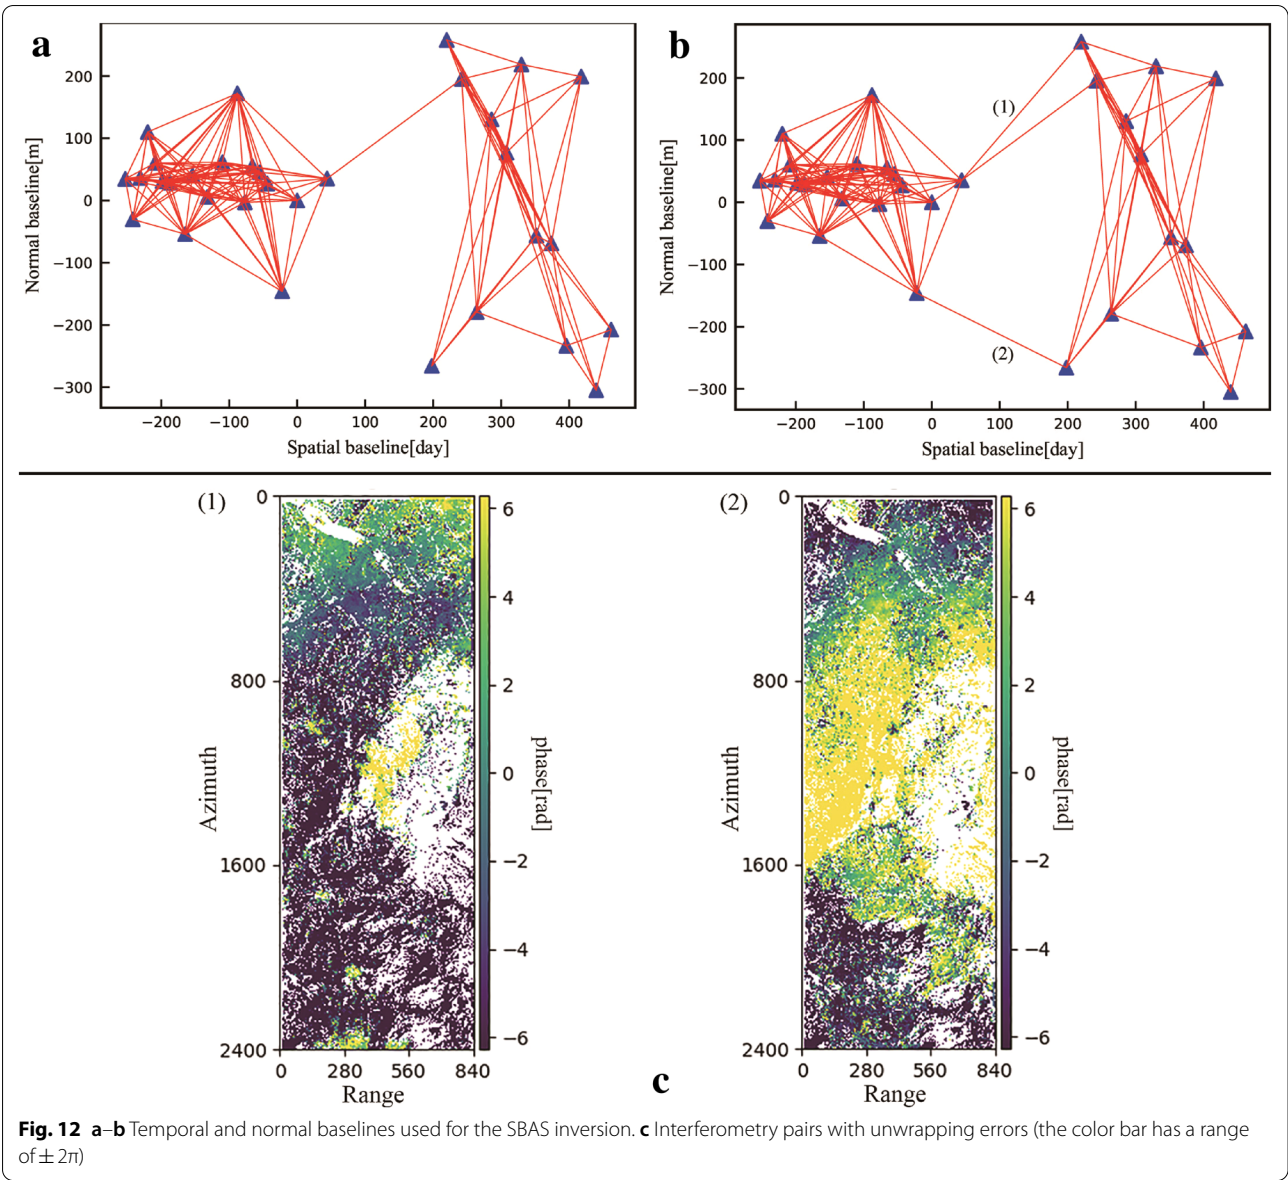 a
200
100
0
−100
−200
−300
Normal baseline[m]
−200 −100 0 100 200 300 400
Spatial baseline[day]
b
200
100
0
−100
−200
−300
Normal baseline[m]
(1)
(2)
−200 −100 0 100 200 300 400
Spatial baseline[day]
(1)
0
800
1600
2400
Azimuth
0 280 560 840
Range
6
4
2
0
−2
−4
−6
phase[rad]
(2)
0
800
1600
2400
Azimuth
0 280 560 840
Range
6
4
2
0
−2
−4
−6
phase[rad]
c
Fig. 12 a–b Temporal and normal baselines used for the SBAS inversion. c Interferometry pairs with unwrapping errors (the color bar has a range
of ± 2π)